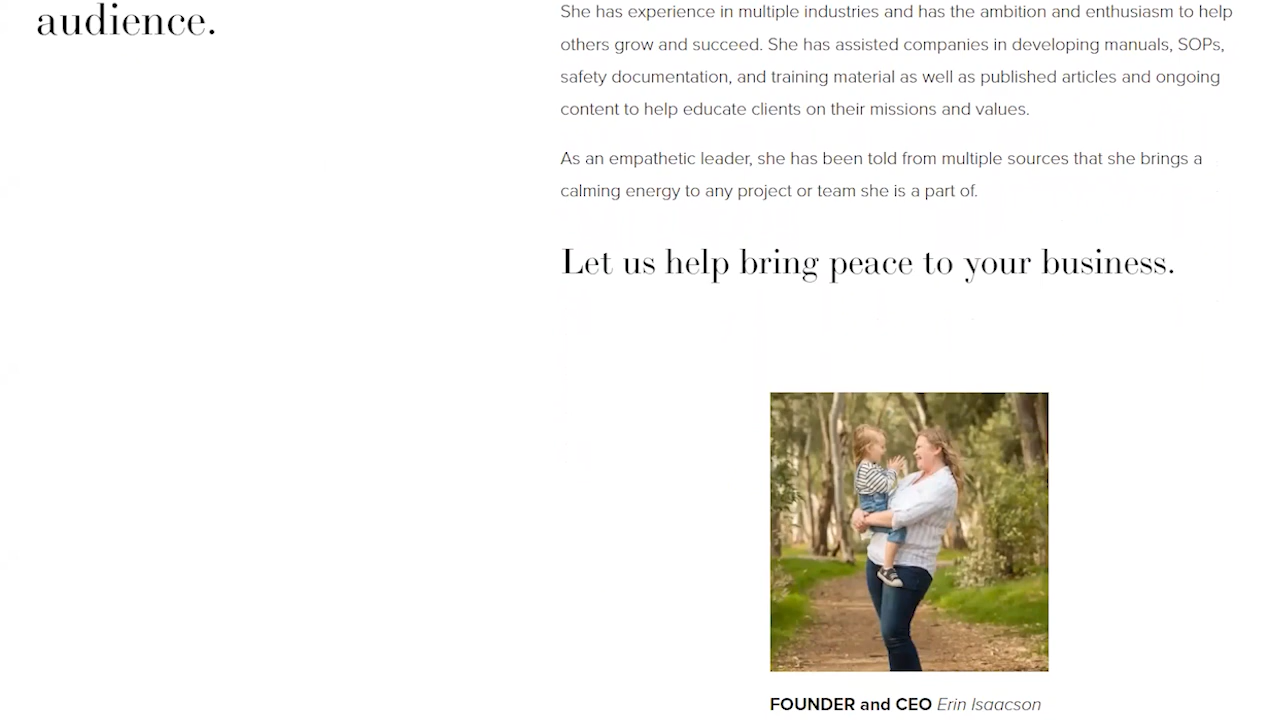 audience.
She has experience in multiple industries and has the ambition and enthusiasm to help
others grow and succeed. She has assisted companies in developing manuals, SOPs,
safety documentation, and training material as well as published articles and ongoing
content to help educate clients on their missions and values.
As an empathetic leader, she has been told from multiple sources that she brings a
calming energy to any project or team she is a part of.
Let us help bring peace to your business.
FOUNDER and CEO Erin Isaacson